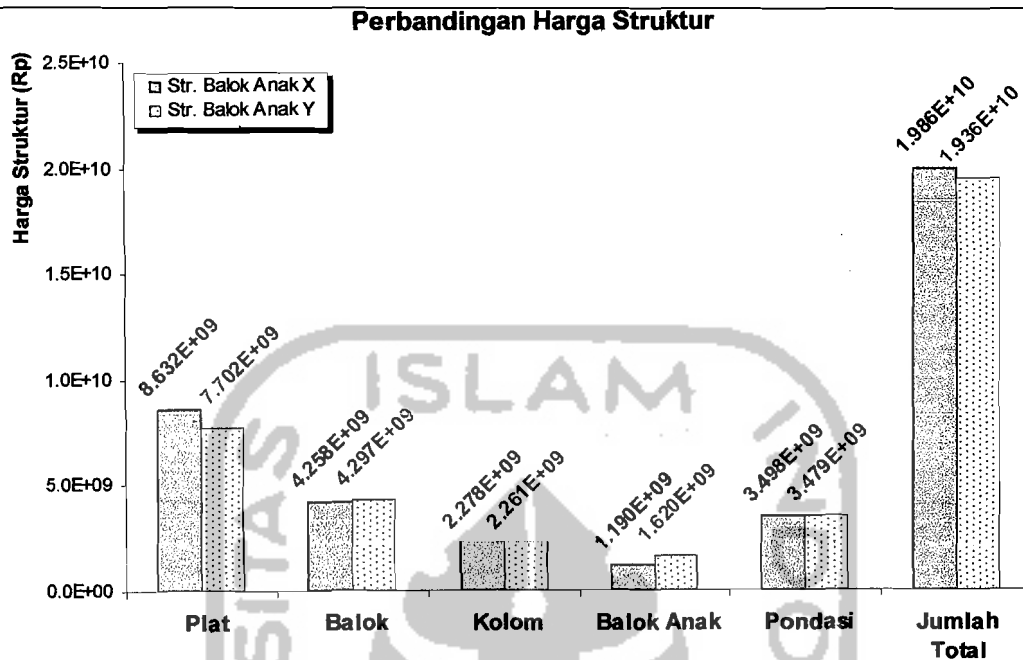 Perbandingan Harga Struktur
Harga Struktur (Rp)
2.5E+10
2.0E+10
1.5E+10
1.0E+10
5.0E+09
0.0E+00
Str. Balok Anak X
Str. Balok Anak Y
8.632E+09
7.702E+09
4.258E+09
4.297E+09
2.278E+09
2.261E+09
1.190E+09
1.620E+09
3.498E+09
3.479E+09
1.986E+10
1.936E+10
Plat
Balok
Kolom
Balok Anak
Pondasi
Jumlah
Total
ISLAM